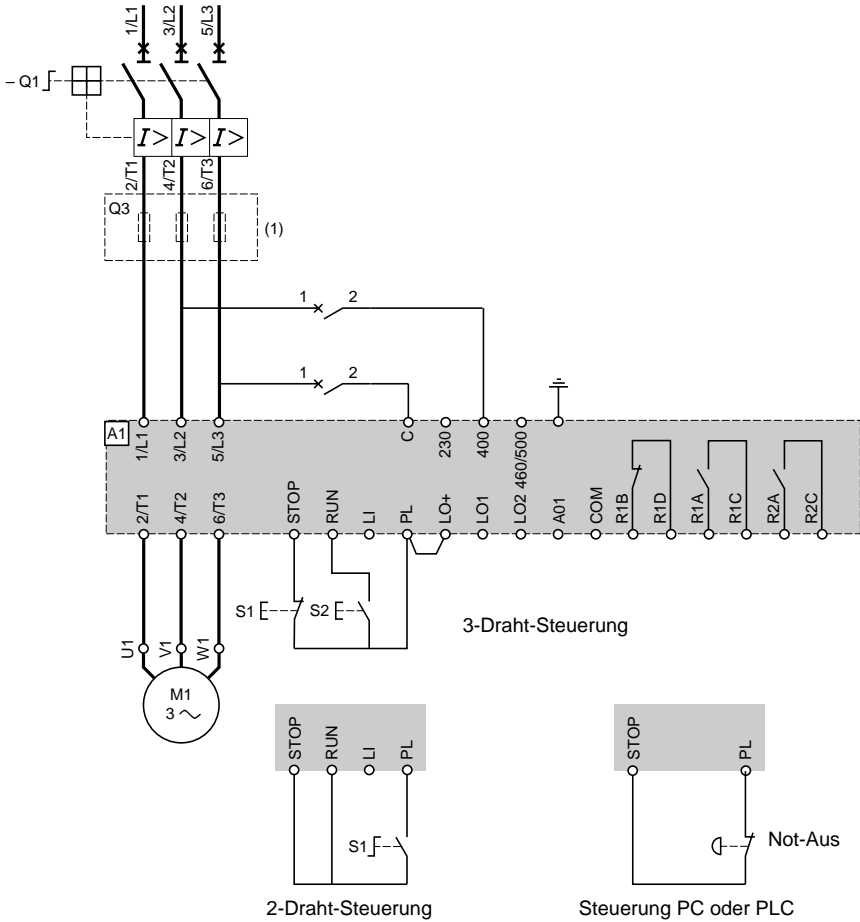 1/L1 3/L2 5/L3
– Q1
I> I> I>
2/T1 4/T2 6/T3
Q3
(1)
1 2
1 2
A1
1/L1 3/L2 5/L3 C 230 400 460/500
2/T1 4/T2 6/T3 STOP RUN LI PL LO+ LO1 LO2 A01 COM R1B R1D R1A R1C R2A R2C
S1 S2
3-Draht-Steuerung
U1 V1 W1
M1
3
STOP RUN LI PL
STOP PL
S1
Not-Aus
2-Draht-Steuerung
Steuerung PC oder PLC